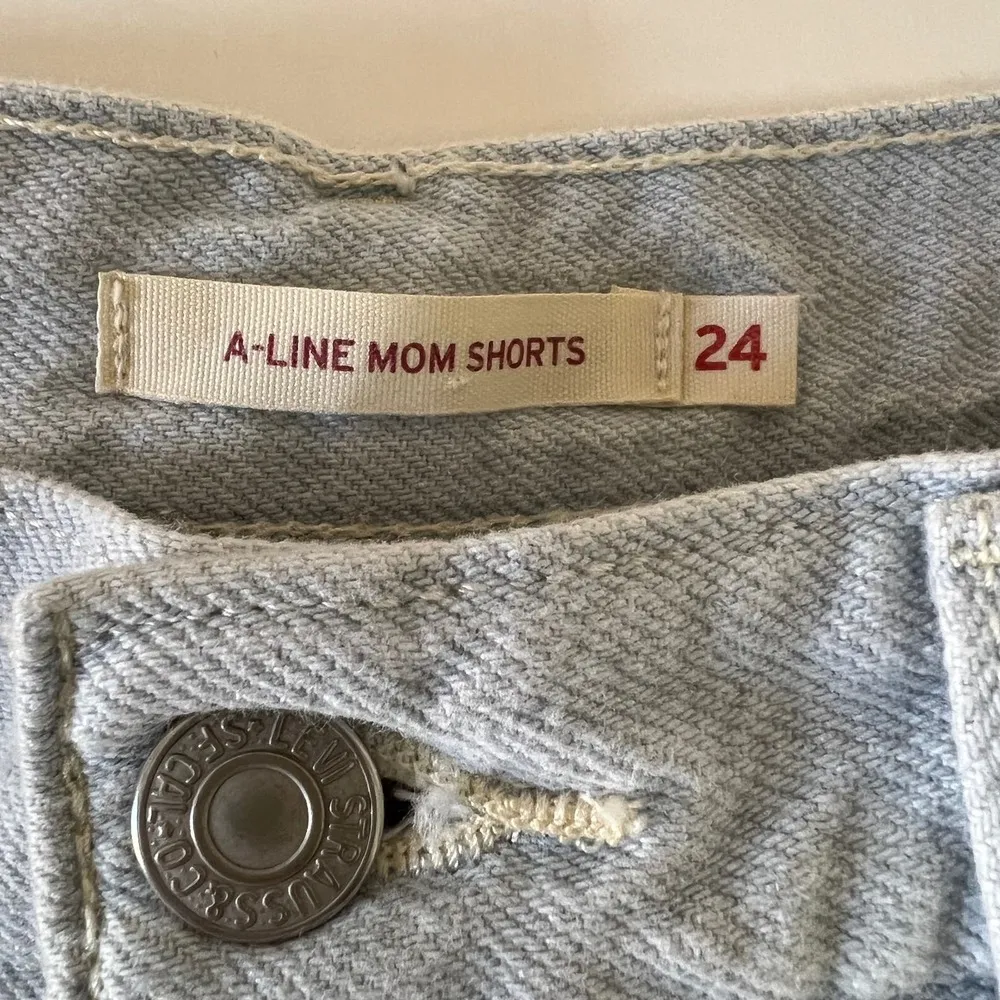 A-LINE MOM SHORTS 24
LEVI STRAUSS & CO. S.F. CAL.